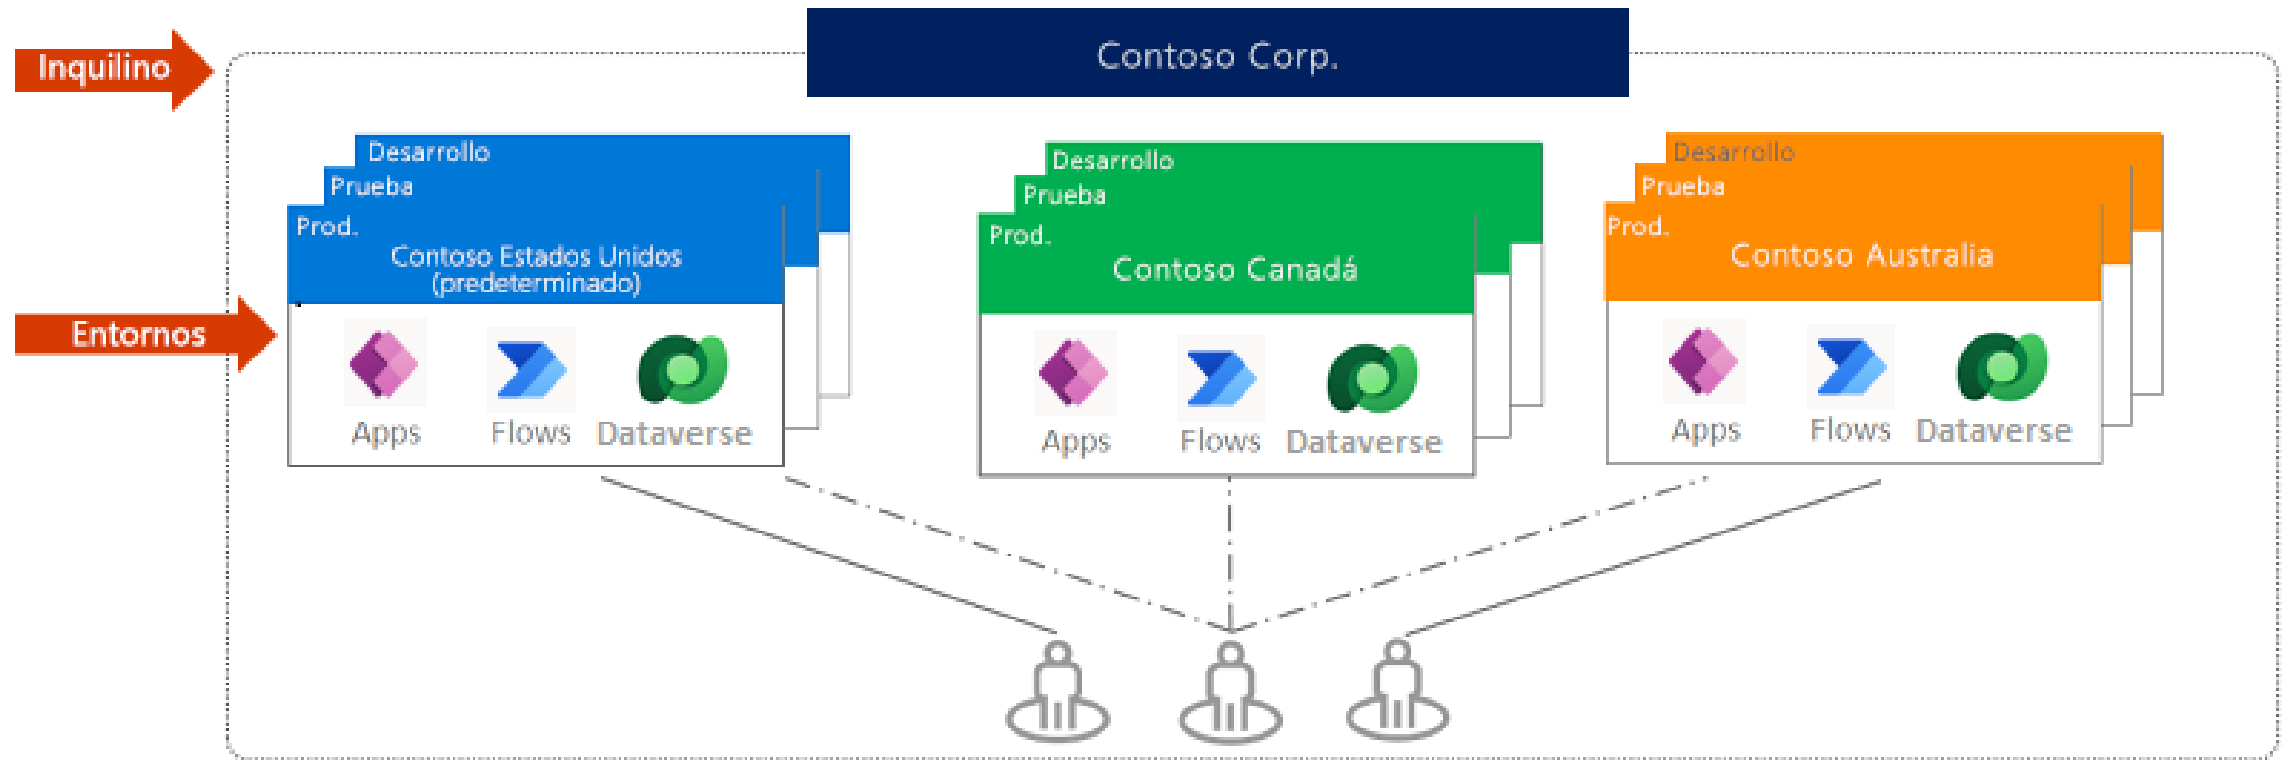 Contoso Corp.
Inquilino
Desarrollo
Prueba
Prod.
Contoso Estados Unidos
(predeterminado)
Apps
Flows
Dataverse
Desarrollo
Prueba
Prod.
Contoso Canadá
Apps
Flows
Dataverse
Desarrollo
Prueba
Prod.
Contoso Australia
Apps
Flows
Dataverse
Entornos